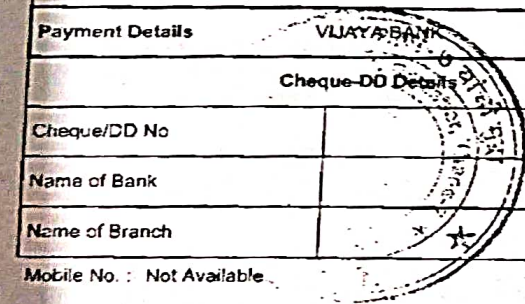 Payment Details VIJAYA BANK
Cheque-DD Details
Cheque/DD No
Name of Bank
Name of Branch
Mobile No. : Not Available